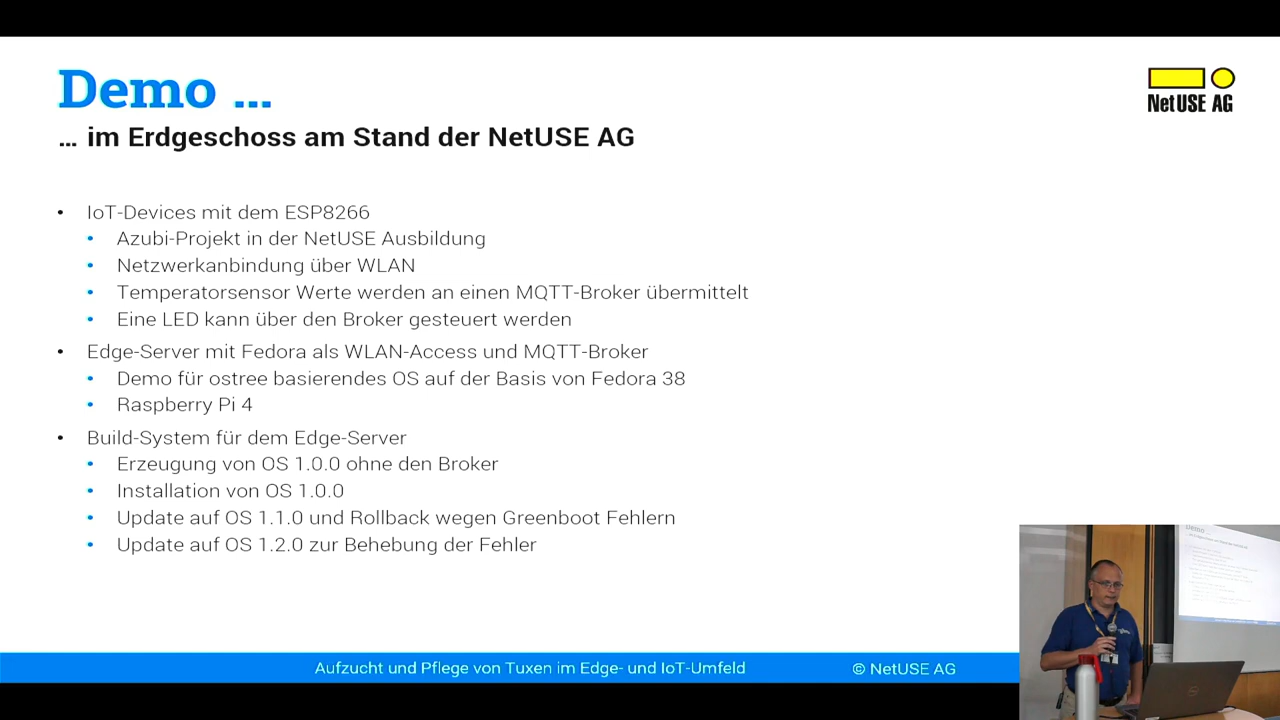 Demo ...
... im Erdgeschoss am Stand der NetUSE AG
NetUSE AG
• IoT-Devices mit dem ESP8266
• Azubi-Projekt in der NetUSE Ausbildung
• Netzwerkanbindung über WLAN
• Temperatorsensor Werte werden an einen MQTT-Broker übermittelt
• Eine LED kann über den Broker gesteuert werden
• Edge-Server mit Fedora als WLAN-Access und MQTT-Broker
• Demo für ostree basierendes OS auf der Basis von Fedora 38
• Raspberry Pi 4
• Build-System für dem Edge-Server
• Erzeugung von OS 1.0.0 ohne den Broker
• Installation von OS 1.0.0
• Update auf OS 1.1.0 und Rollback wegen Greenboot Fehlern
• Update auf OS 1.2.0 zur Behebung der Fehler
Aufzucht und Pflege von Tuxen im Edge- und IoT-Umfeld
© NetUSE AG
Demo ...